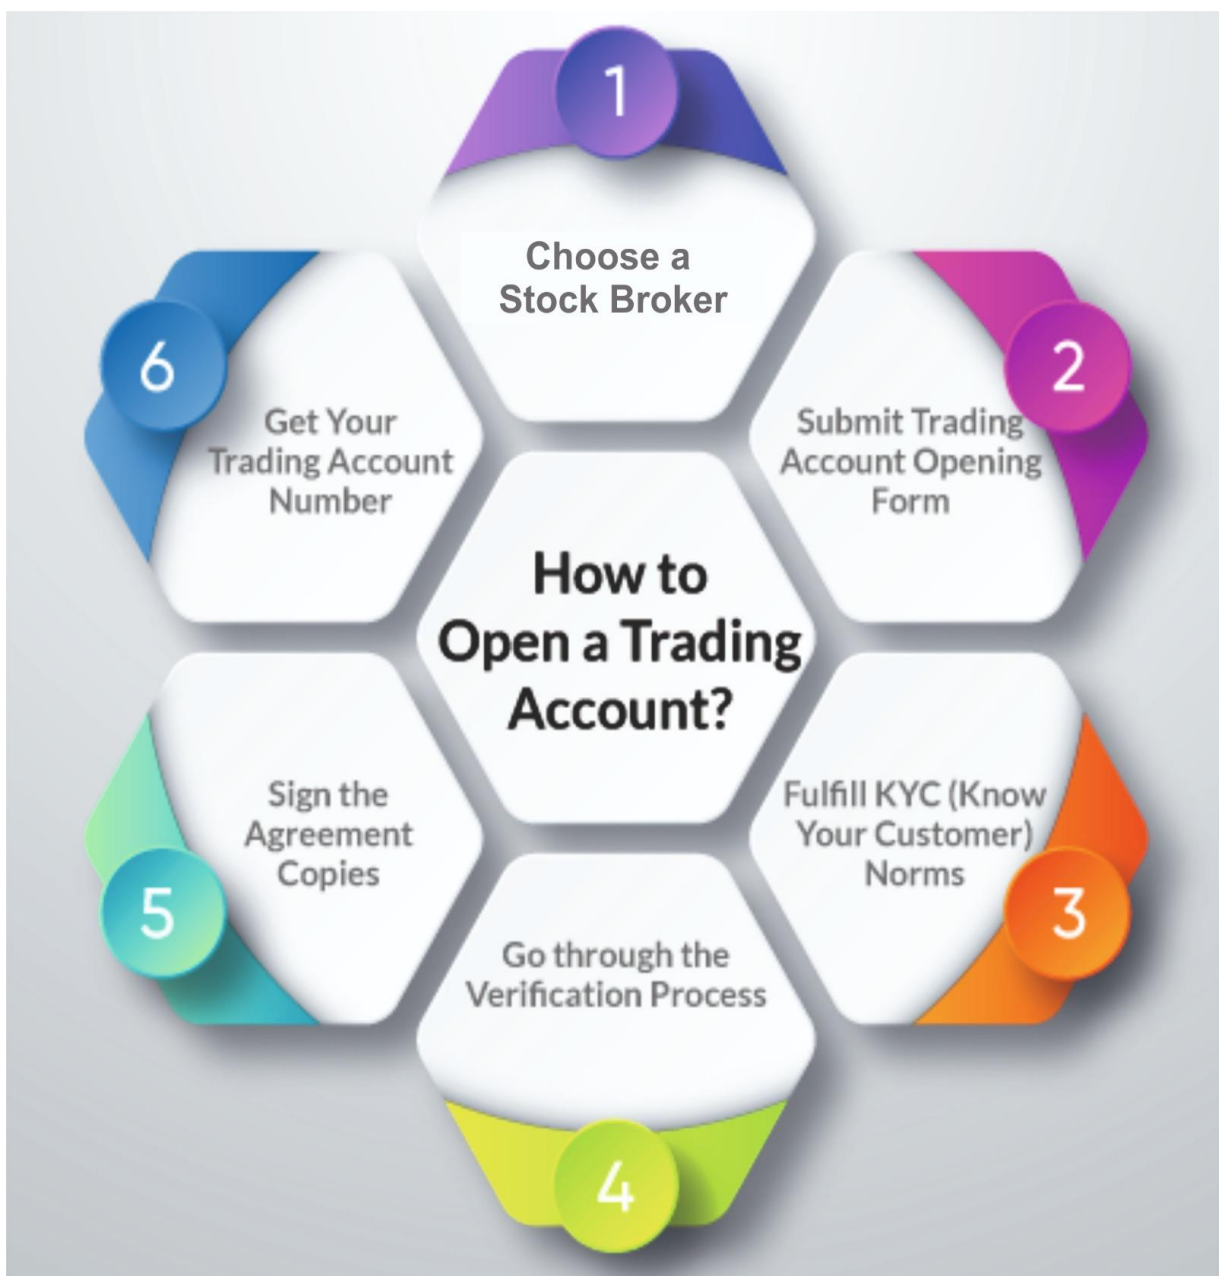 1
Choose a
Stock Broker
2
Submit Trading
Account Opening
Form
3
Fulfill KYC (Know
Your Customer)
Norms
4
Go through the
Verification Process
5
Sign the
Agreement
Copies
6
Get Your
Trading Account
Number
How to
Open a Trading
Account?